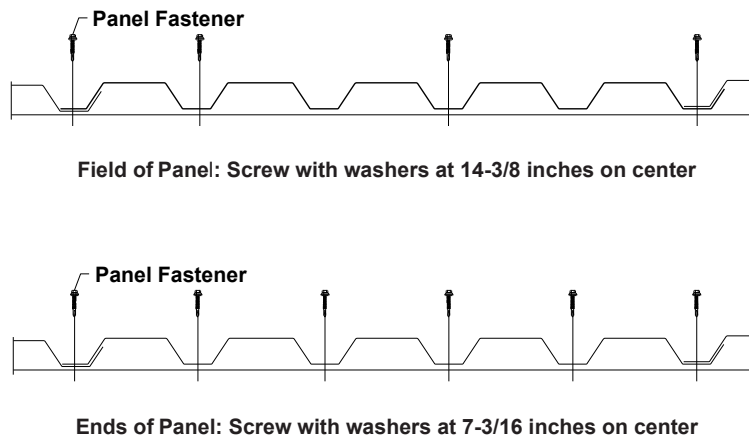 Panel Fastener
Field of Panel: Screw with washers at 14-3/8 inches on center
Panel Fastener
Ends of Panel: Screw with washers at 7-3/16 inches on center